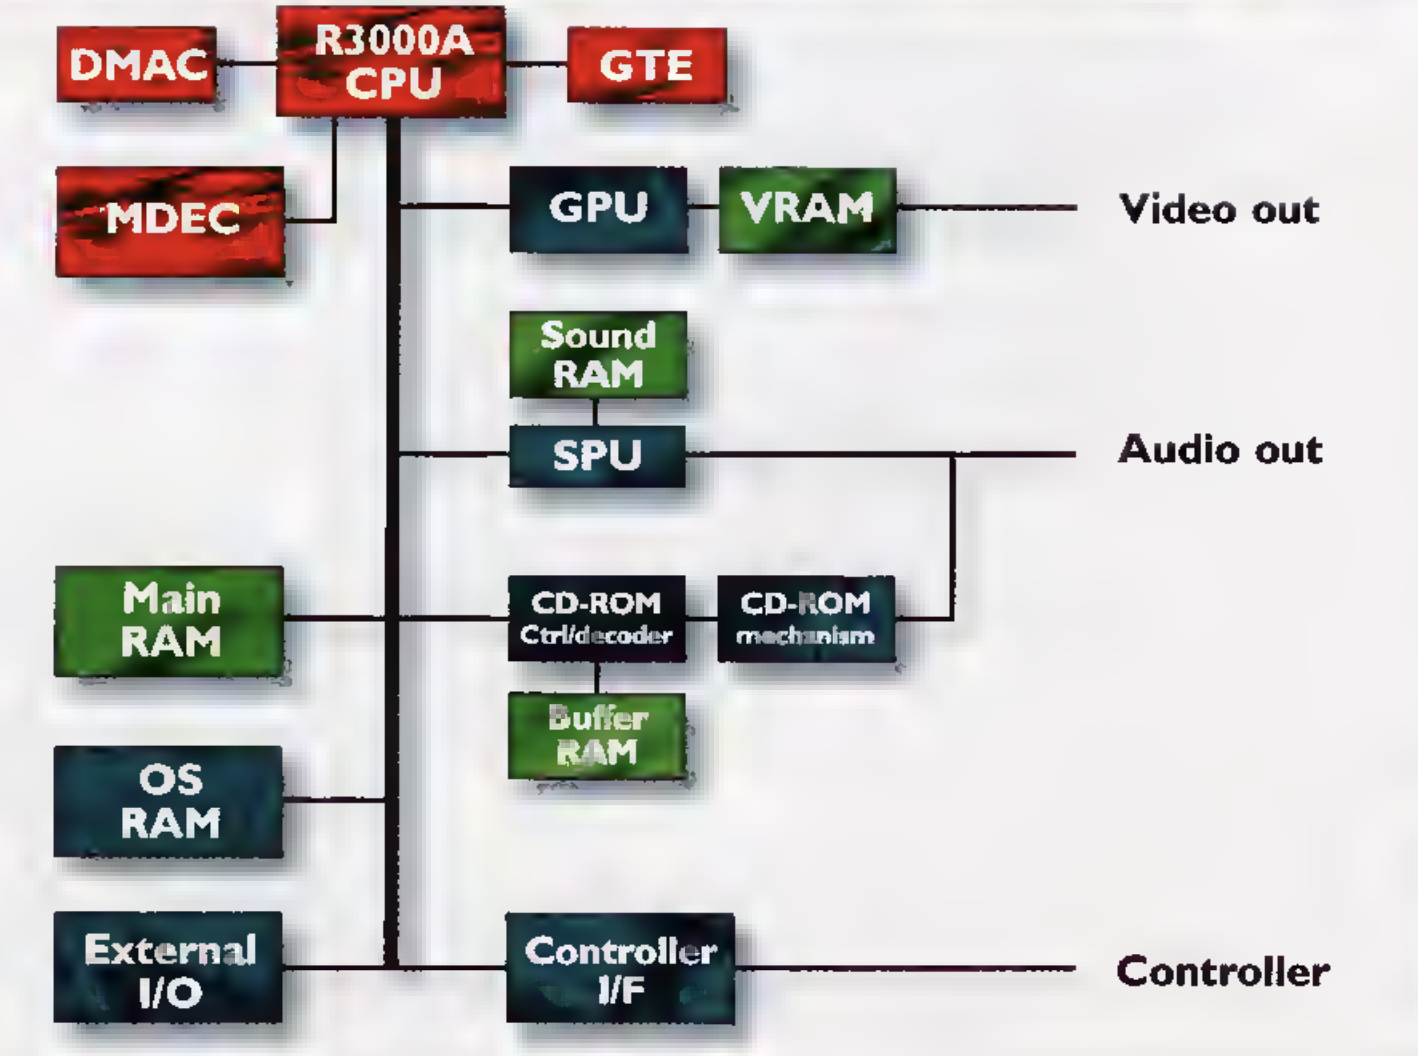 DMAC
R3000A
CPU
GTE
MDEC
GPU
VRAM
Video out
Sound
RAM
SPU
Audio out
Main
RAM
CD-ROM
Ctrl/decoder
CD-ROM
mechanism
Buffer
RAM
OS
RAM
External
I/O
Controller
I/F
Controller